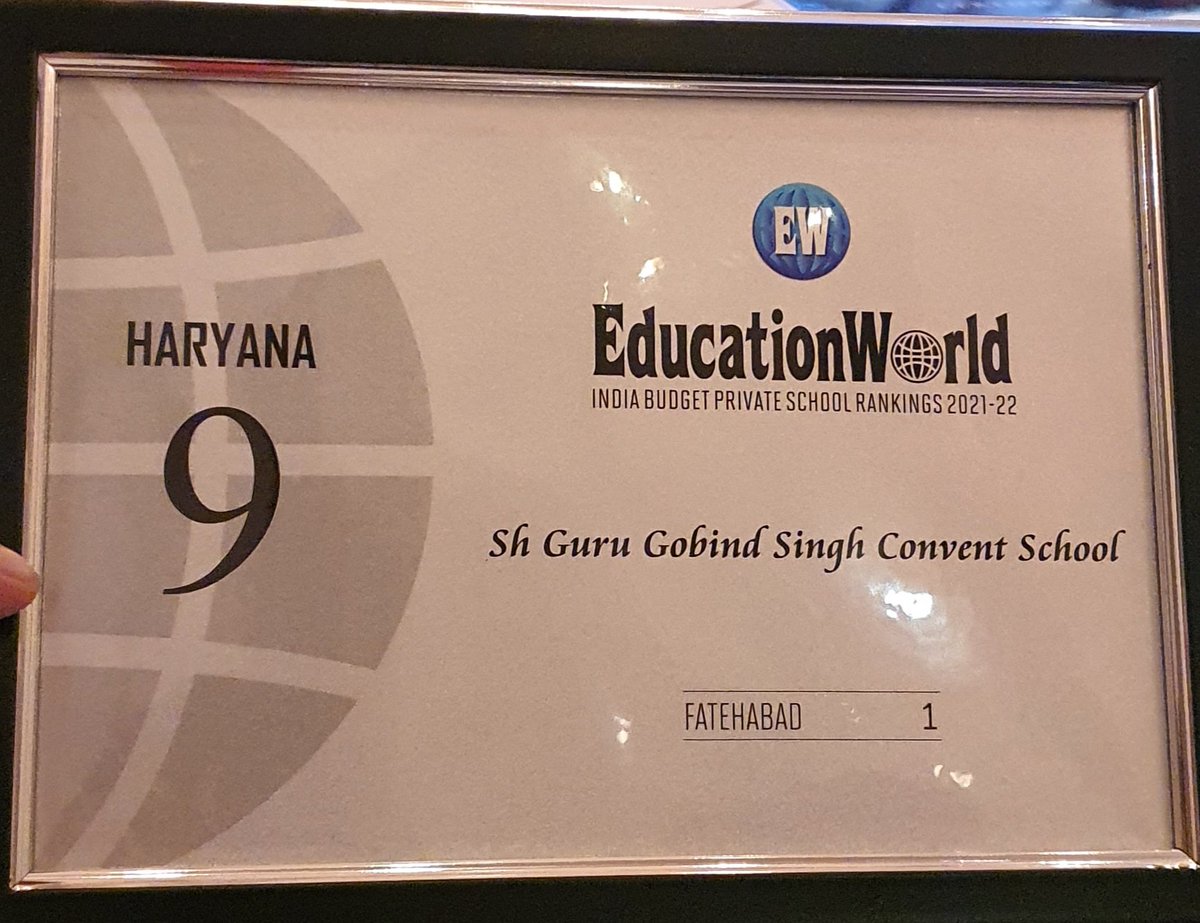 HARYANA
9
EW
EducationWorld
INDIA BUDGET PRIVATE SCHOOL RANKINGS 2021-22
Sh Guru Gobind Singh Convent School
FATEHABAD 1